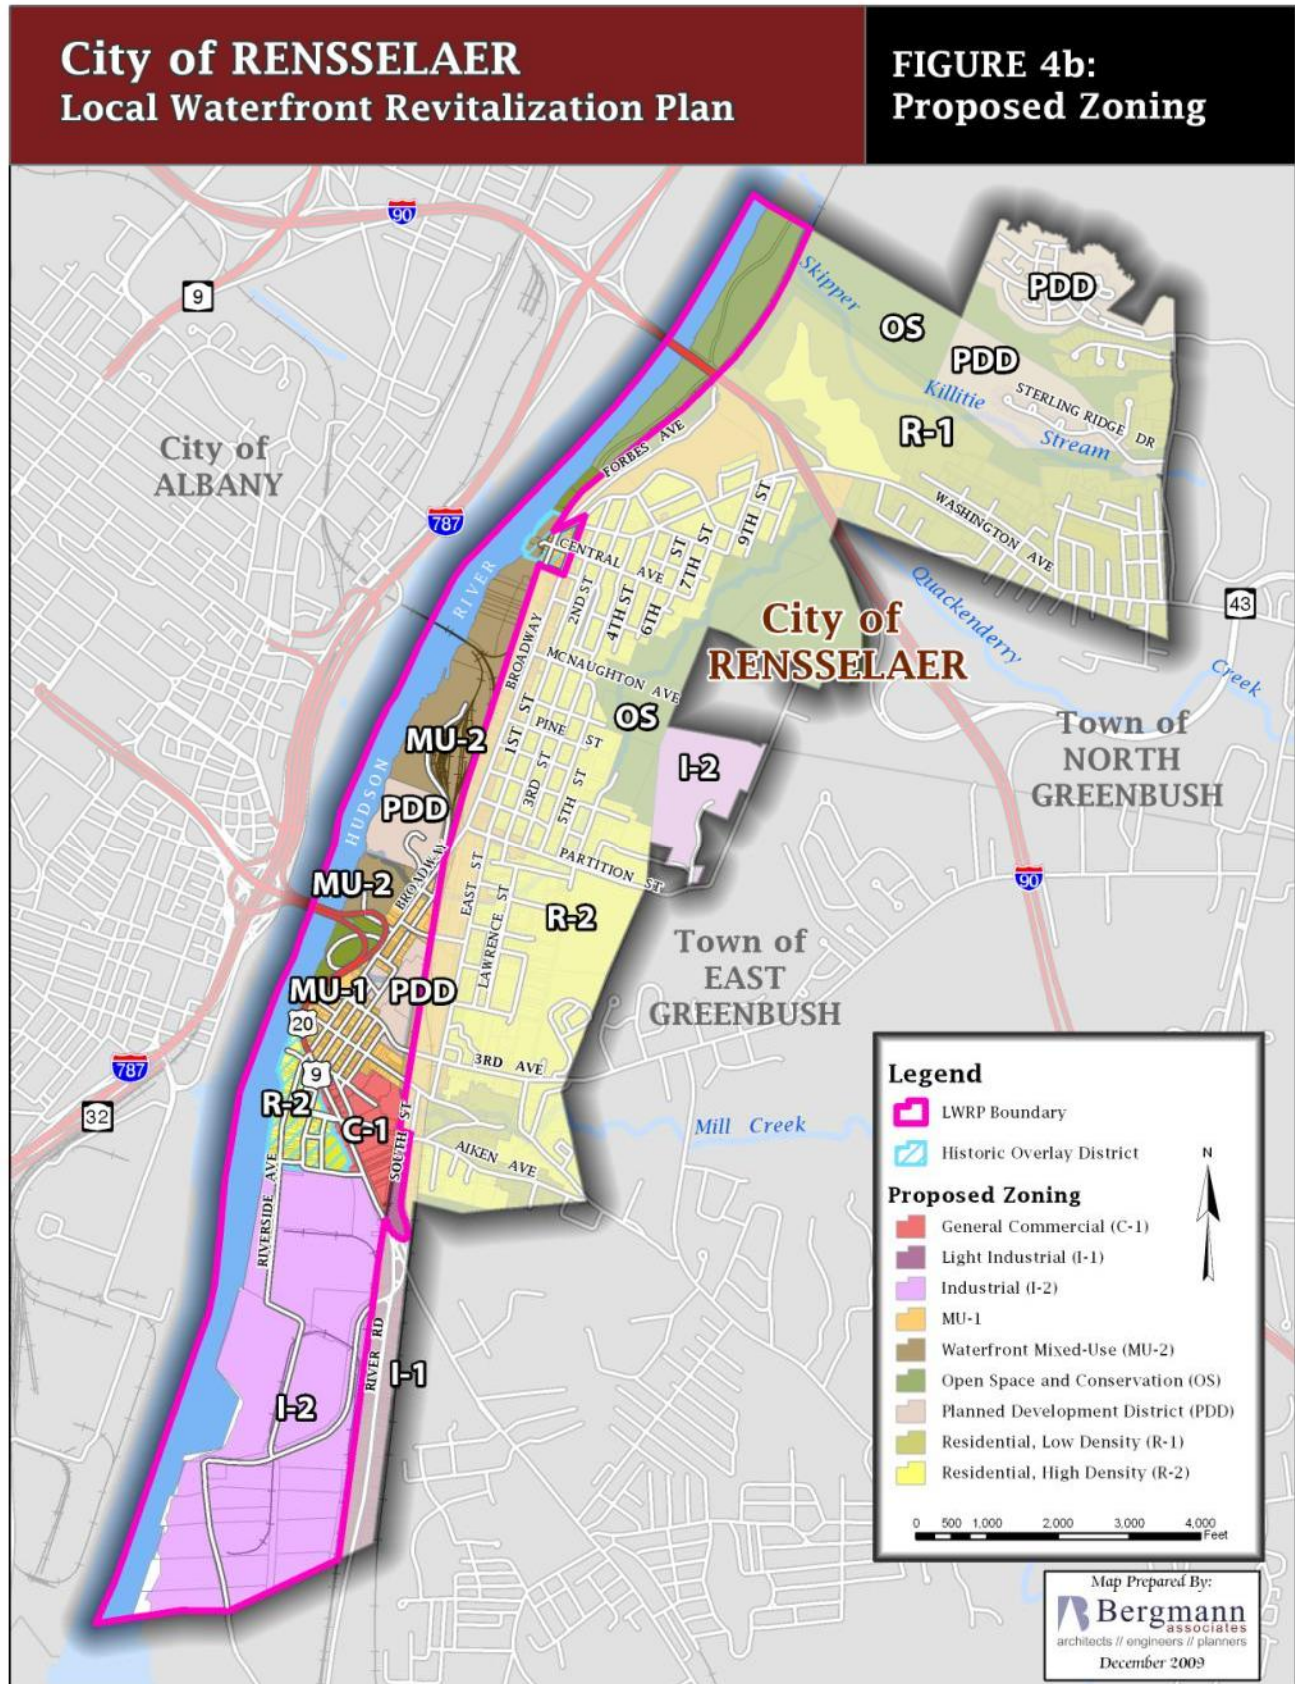 City of RENSSELAER
Local Waterfront Revitalization Plan
FIGURE 4b:
Proposed Zoning
90
9
Skipper
PDD
OS
PDD
Killitie
STERLING RIDGE DR
Stream
R-1
City of
ALBANY
787
FORBES AVE
WASHINGTON AVE
9TH ST
7TH ST
6TH ST
4TH ST
2ND ST
CENTRAL AVE
HUDSON RIVER
BROADWAY
MCNAUGHTON AVE
City of
RENSSELAER
Quackenderry
Creek
43
Town of
NORTH
GREENBUSH
OS
1ST ST
PINE ST
3RD ST
5TH ST
I-2
MU-2
PDD
BROADWAY
PARTITION ST
EAST ST
LAWRENCE ST
R-2
90
MU-2
Town of
EAST
GREENBUSH
MU-1
PDD
20
3RD AVE
787
9
32
R-2
C-1
SOUTH ST
AIKEN AVE
Mill Creek
RIVERSIDE AVE
RIVER RD
I-1
I-2
Legend
LWRP Boundary
Historic Overlay District
N
Proposed Zoning
General Commercial (C-1)
Light Industrial (I-1)
Industrial (I-2)
MU-1
Waterfront Mixed-Use (MU-2)
Open Space and Conservation (OS)
Planned Development District (PDD)
Residential, Low Density (R-1)
Residential, High Density (R-2)
0 500 1,000 2,000 3,000 4,000
Feet
Map Prepared By:
Bergmann
associates
architects // engineers // planners
December 2009